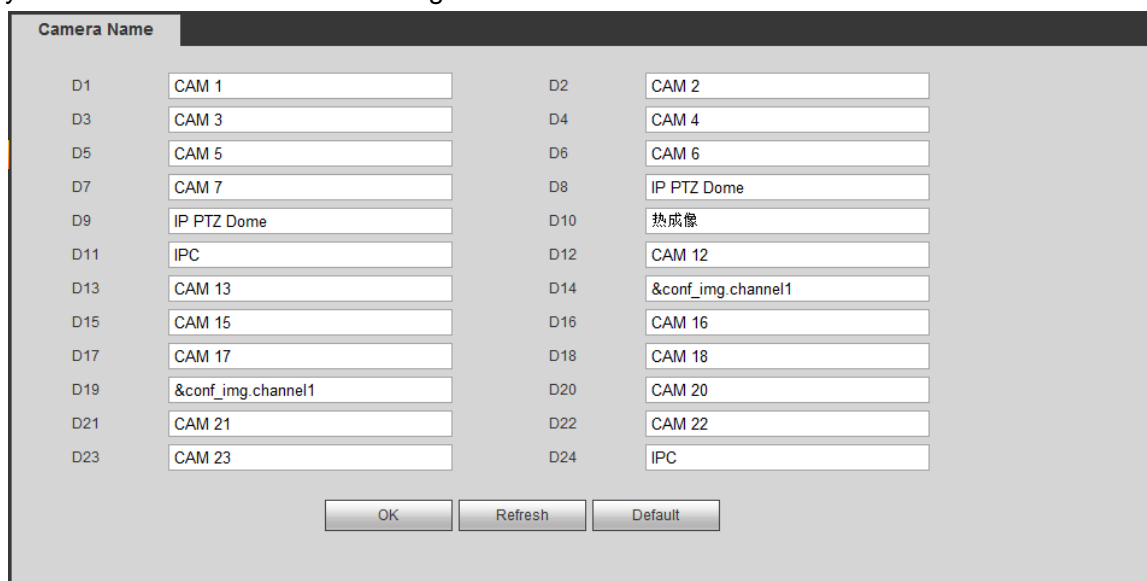 Camera Name
D1 CAM 1 D2 CAM 2
D3 CAM 3 D4 CAM 4
D5 CAM 5 D6 CAM 6
D7 CAM 7 D8 IP PTZ Dome
D9 IP PTZ Dome D10 热成像
D11 IPC D12 CAM 12
D13 CAM 13 D14 &conf_img.channel1
D15 CAM 15 D16 CAM 16
D17 CAM 17 D18 CAM 18
D19 &conf_img.channel1 D20 CAM 20
D21 CAM 21 D22 CAM 22
D23 CAM 23 D24 IPC
OK Refresh Default